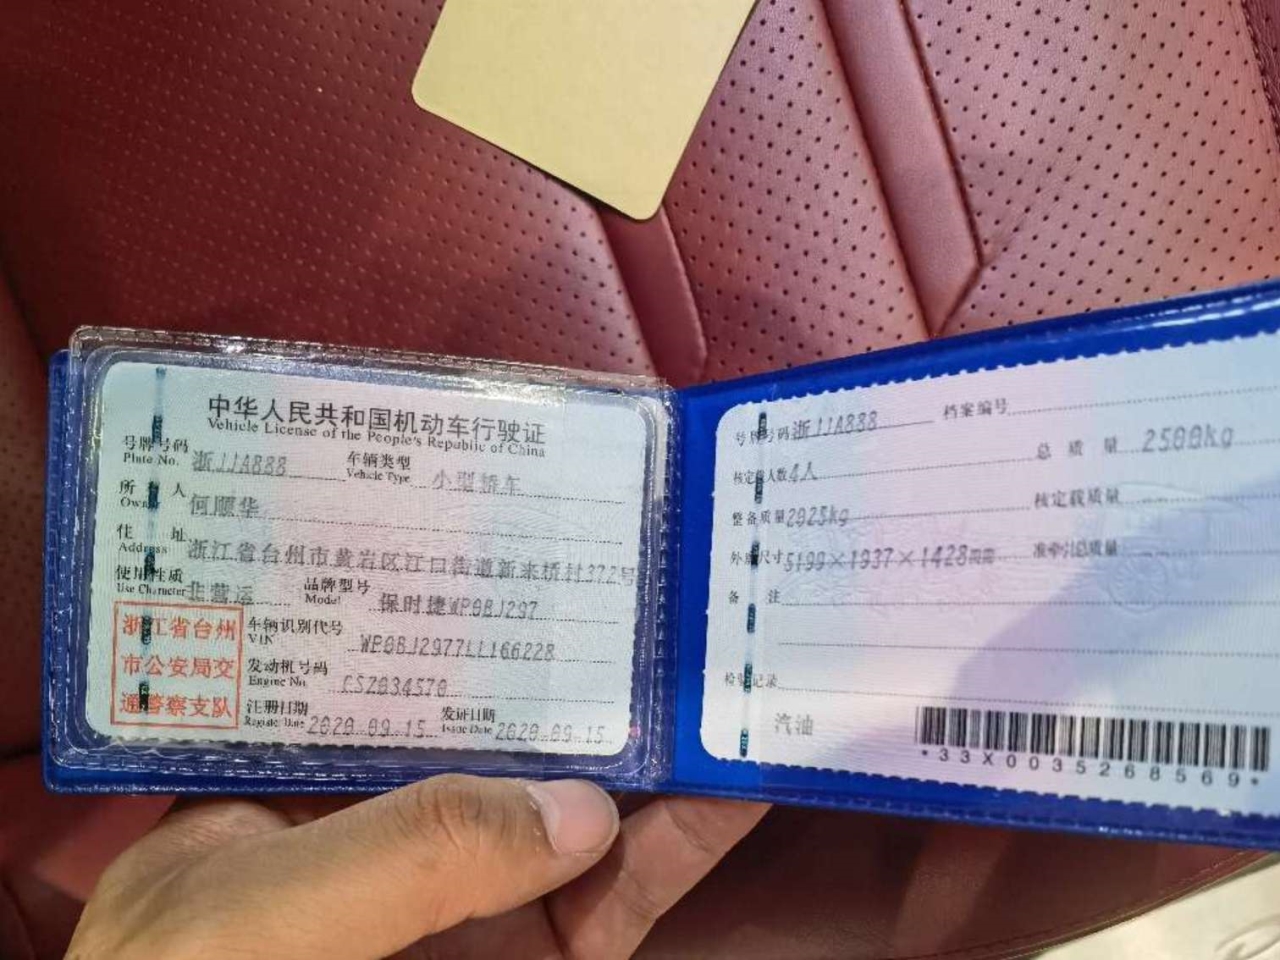 中华人民共和国机动车行驶证
Vehicle License of the People's Republic of China
号牌号码 浙JJA888 车辆类型 小型轿车
Plate No. Vehicle Type
所 有 人 何顺华
Owner
住 址 浙江省台州市黄岩区江口街道新来桥村372号
Address
使用性质 非营运 品牌型号 保时捷WP0BJ297
Use Character Model
浙江省台州
市公安局交
通警察支队
车辆识别代号 WP0BJ2977LL166228
VIN
发动机号码
Engine No.
注册日期 2020-09-15 发证日期 2020-09-15
Register Date Issue Date
号牌号码 浙JJA888 档案编号
核定载人数 4人 总 质 量 2500kg
整备质量 2025kg 核定载质量
外廓尺寸 5199×1937×1428mm 准牵引总质量
备 注
检验记录
汽油
*33X0035268569*